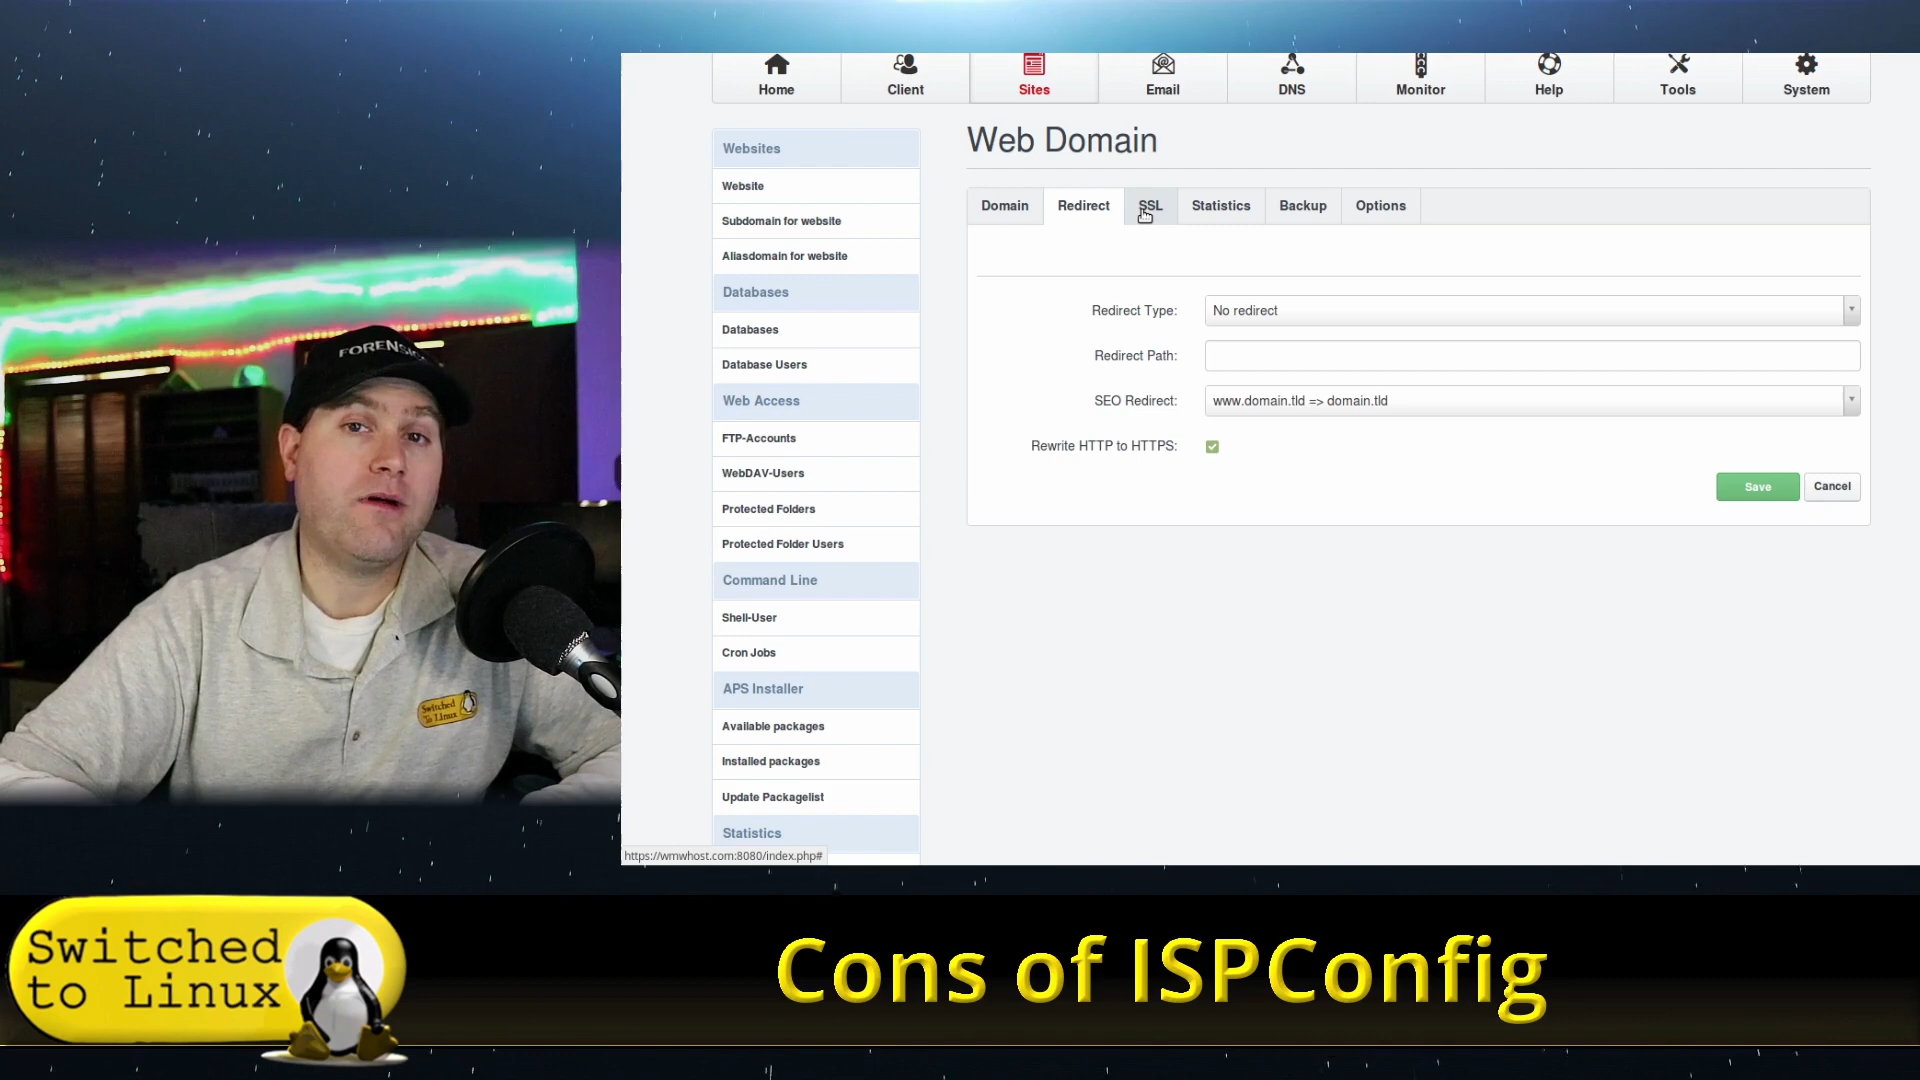 Home
Client
Sites
Email
DNS
Monitor
Help
Tools
System
Websites
Website
Subdomain for website
Aliasdomain for website
Databases
Databases
Database Users
Web Access
FTP-Accounts
WebDAV-Users
Protected Folders
Protected Folder Users
Command Line
Shell-User
Cron Jobs
APS Installer
Available packages
Installed packages
Update Packagelist
Statistics
https://wmwhost.com:8080/index.php#
Web Domain
Domain
Redirect
SSL
Statistics
Backup
Options
Redirect Type:
No redirect
Redirect Path:
SEO Redirect:
www.domain.tld => domain.tld
Rewrite HTTP to HTTPS:
Save
Cancel
Switched
To Linux
Switched
to Linux
Cons of ISPConfig